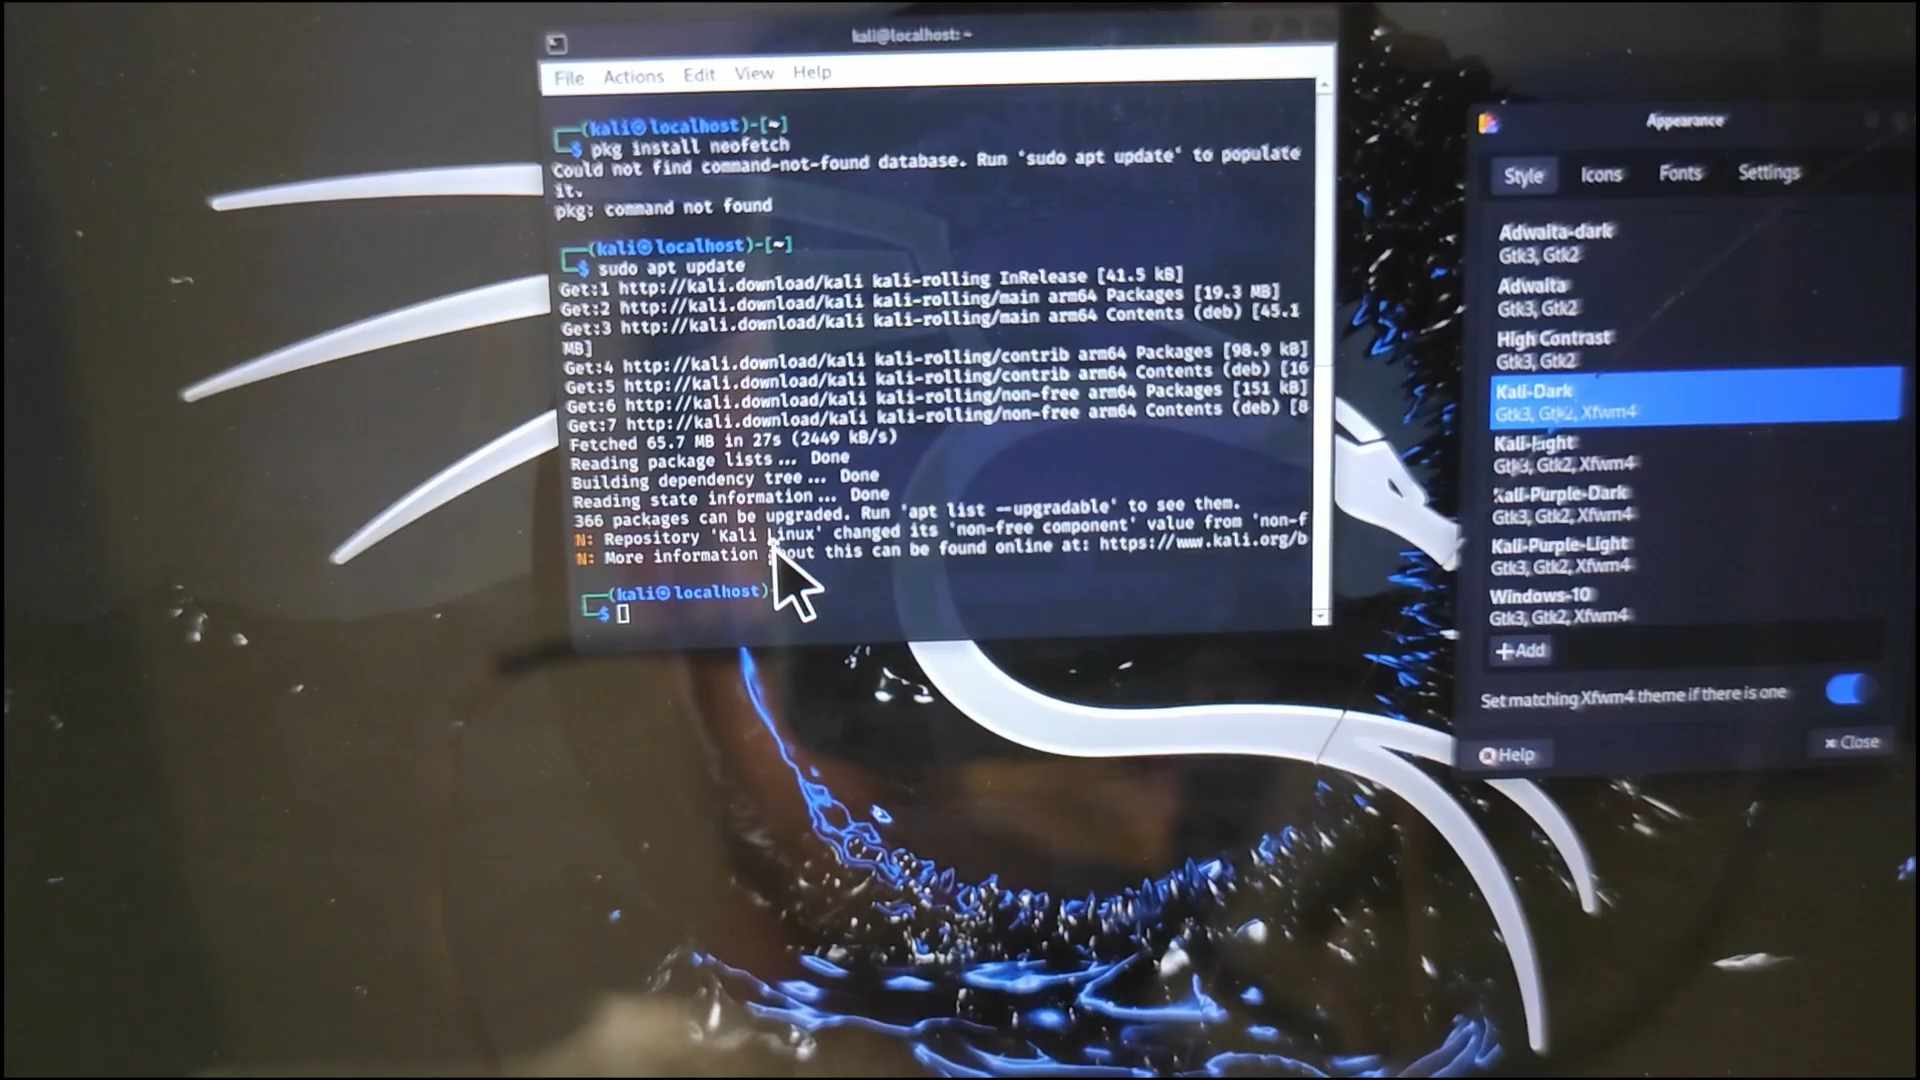 kali@localhost: ~
File Actions Edit View Help
(kali㉿localhost)-[~]
$ pkg install neofetch
Could not find command-not-found database. Run 'sudo apt update' to populate
it.
pkg: command not found
(kali㉿localhost)-[~]
$ sudo apt update
Get:1 http://kali.download/kali kali-rolling InRelease [41.5 kB]
Get:2 http://kali.download/kali kali-rolling/main arm64 Packages [19.3 MB]
Get:3 http://kali.download/kali kali-rolling/main arm64 Contents (deb) [45.1
MB]
Get:4 http://kali.download/kali kali-rolling/contrib arm64 Packages [98.9 kB]
Get:5 http://kali.download/kali kali-rolling/contrib arm64 Contents (deb) [16
Get:6 http://kali.download/kali kali-rolling/non-free arm64 Packages [151 kB]
Get:7 http://kali.download/kali kali-rolling/non-free arm64 Contents (deb) [8
Fetched 65.7 MB in 27s (2449 kB/s)
Reading package lists... Done
Building dependency tree... Done
Reading state information... Done
366 packages can be upgraded. Run 'apt list --upgradable' to see them.
N: Repository 'Kali Linux' changed its 'non-free component' value from 'non-f
N: More information about this can be found online at: https://www.kali.org/b
(kali㉿localhost)
$
Appearance
Style Icons Fonts Settings
Adwaita-dark
Gtk3, Gtk2
Adwaita
Gtk3, Gtk2
High Contrast
Gtk3, Gtk2
Kali-Dark
Gtk3, Gtk2, Xfwm4
Kali-Light
Gtk3, Gtk2, Xfwm4
Kali-Purple-Dark
Gtk3, Gtk2, Xfwm4
Kali-Purple-Light
Gtk3, Gtk2, Xfwm4
Windows-10
Gtk3, Gtk2, Xfwm4
+Add
Set matching Xfwm4 theme if there is one
Help
× Close